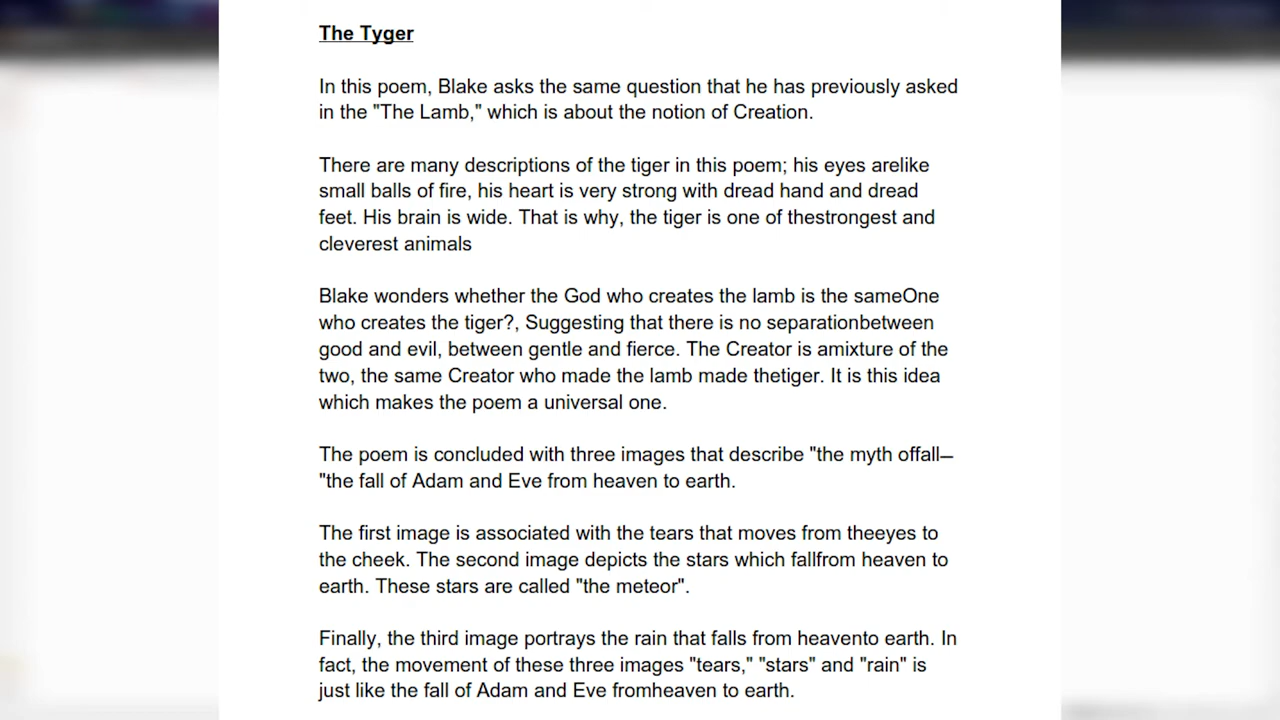 The Tyger
In this poem, Blake asks the same question that he has previously asked
in the "The Lamb," which is about the notion of Creation.
There are many descriptions of the tiger in this poem; his eyes arelike
small balls of fire, his heart is very strong with dread hand and dread
feet. His brain is wide. That is why, the tiger is one of thestrongest and
cleverest animals
Blake wonders whether the God who creates the lamb is the sameOne
who creates the tiger?, Suggesting that there is no separationbetween
good and evil, between gentle and fierce. The Creator is amixture of the
two, the same Creator who made the lamb made thetiger. It is this idea
which makes the poem a universal one.
The poem is concluded with three images that describe "the myth offall—
"the fall of Adam and Eve from heaven to earth.
The first image is associated with the tears that moves from theeyes to
the cheek. The second image depicts the stars which fallfrom heaven to
earth. These stars are called "the meteor".
Finally, the third image portrays the rain that falls from heavento earth. In
fact, the movement of these three images "tears," "stars" and "rain" is
just like the fall of Adam and Eve fromheaven to earth.